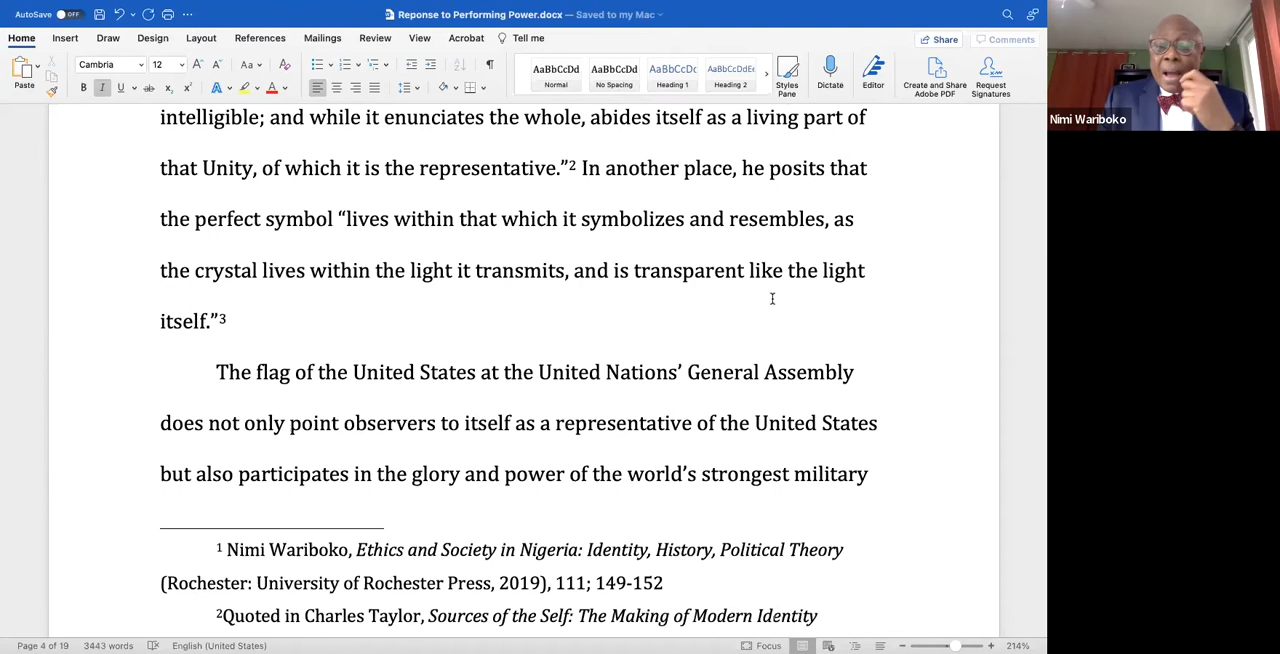 AutoSave OFF
Reponse to Performing Power.docx — Saved to my Mac
Home Insert Draw Design Layout References Mailings Review View Acrobat Tell me
Share Comments
Paste
Cambria 12
Aa
B I U ab x₂ x² A A
AaBbCcDd AaBbCcDd AaBbCcDc AaBbCcDdEe
Normal No Spacing Heading 1 Heading 2
Styles
Pane
Dictate
Editor
Create and Share
Adobe PDF
Request
Signatures
Nimi Wariboko
intelligible; and while it enunciates the whole, abides itself as a living part of
that Unity, of which it is the representative.”² In another place, he posits that
the perfect symbol “lives within that which it symbolizes and resembles, as
the crystal lives within the light it transmits, and is transparent like the light
itself.”³
The flag of the United States at the United Nations’ General Assembly
does not only point observers to itself as a representative of the United States
but also participates in the glory and power of the world’s strongest military
¹ Nimi Wariboko, Ethics and Society in Nigeria: Identity, History, Political Theory
(Rochester: University of Rochester Press, 2019), 111; 149-152
²Quoted in Charles Taylor, Sources of the Self: The Making of Modern Identity
Page 4 of 19 3443 words English (United States) Focus 214%